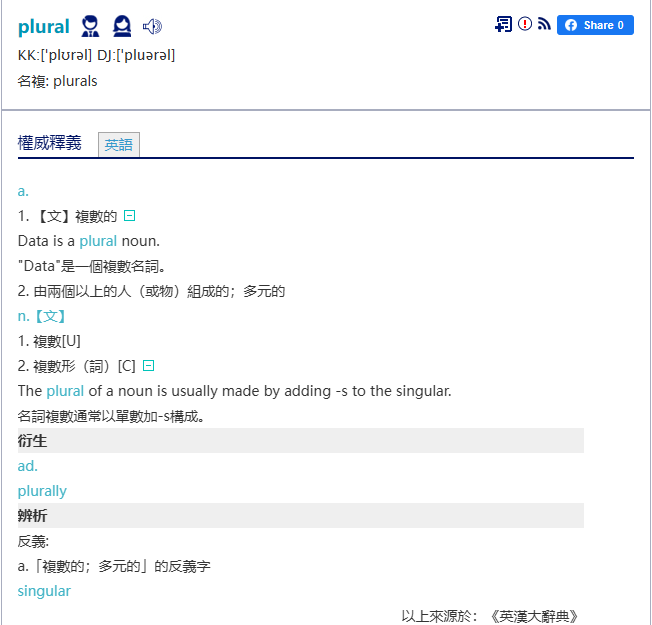 plural
Share 0
KK:[ˋplʊrəl] DJ:[ˋpluərəl]
名複: plurals
權威釋義 英語
a.
1. 【文】複數的
Data is a plural noun.
"Data"是一個複數名詞。
2. 由兩個以上的人（或物）組成的；多元的
n.【文】
1. 複數[U]
2. 複數形（詞）[C]
The plural of a noun is usually made by adding -s to the singular.
名詞複數通常以單數加-s構成。
衍生
ad.
plurally
辨析
反義:
a.「複數的；多元的」的反義字
singular
以上來源於：《英漢大辭典》